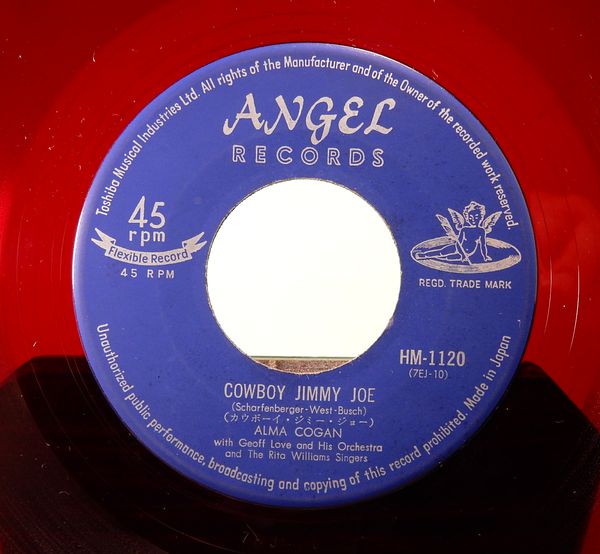 Toshiba Musical Industries Ltd. All rights of the Manufacturer and of the Owner of the recorded work reserved.
ANGEL
RECORDS
45
rpm
Flexible Record
45 RPM
REGD. TRADE MARK
HM-1120
(7EJ-10)
COWBOY JIMMY JOE
(Scharfenberger-West-Busch)
(カウボーイ・ジミー・ジョー)
ALMA COGAN
with Geoff Love and His Orchestra
and The Rita Williams Singers
Unauthorized public performance, broadcasting and copying of this record prohibited. Made in Japan